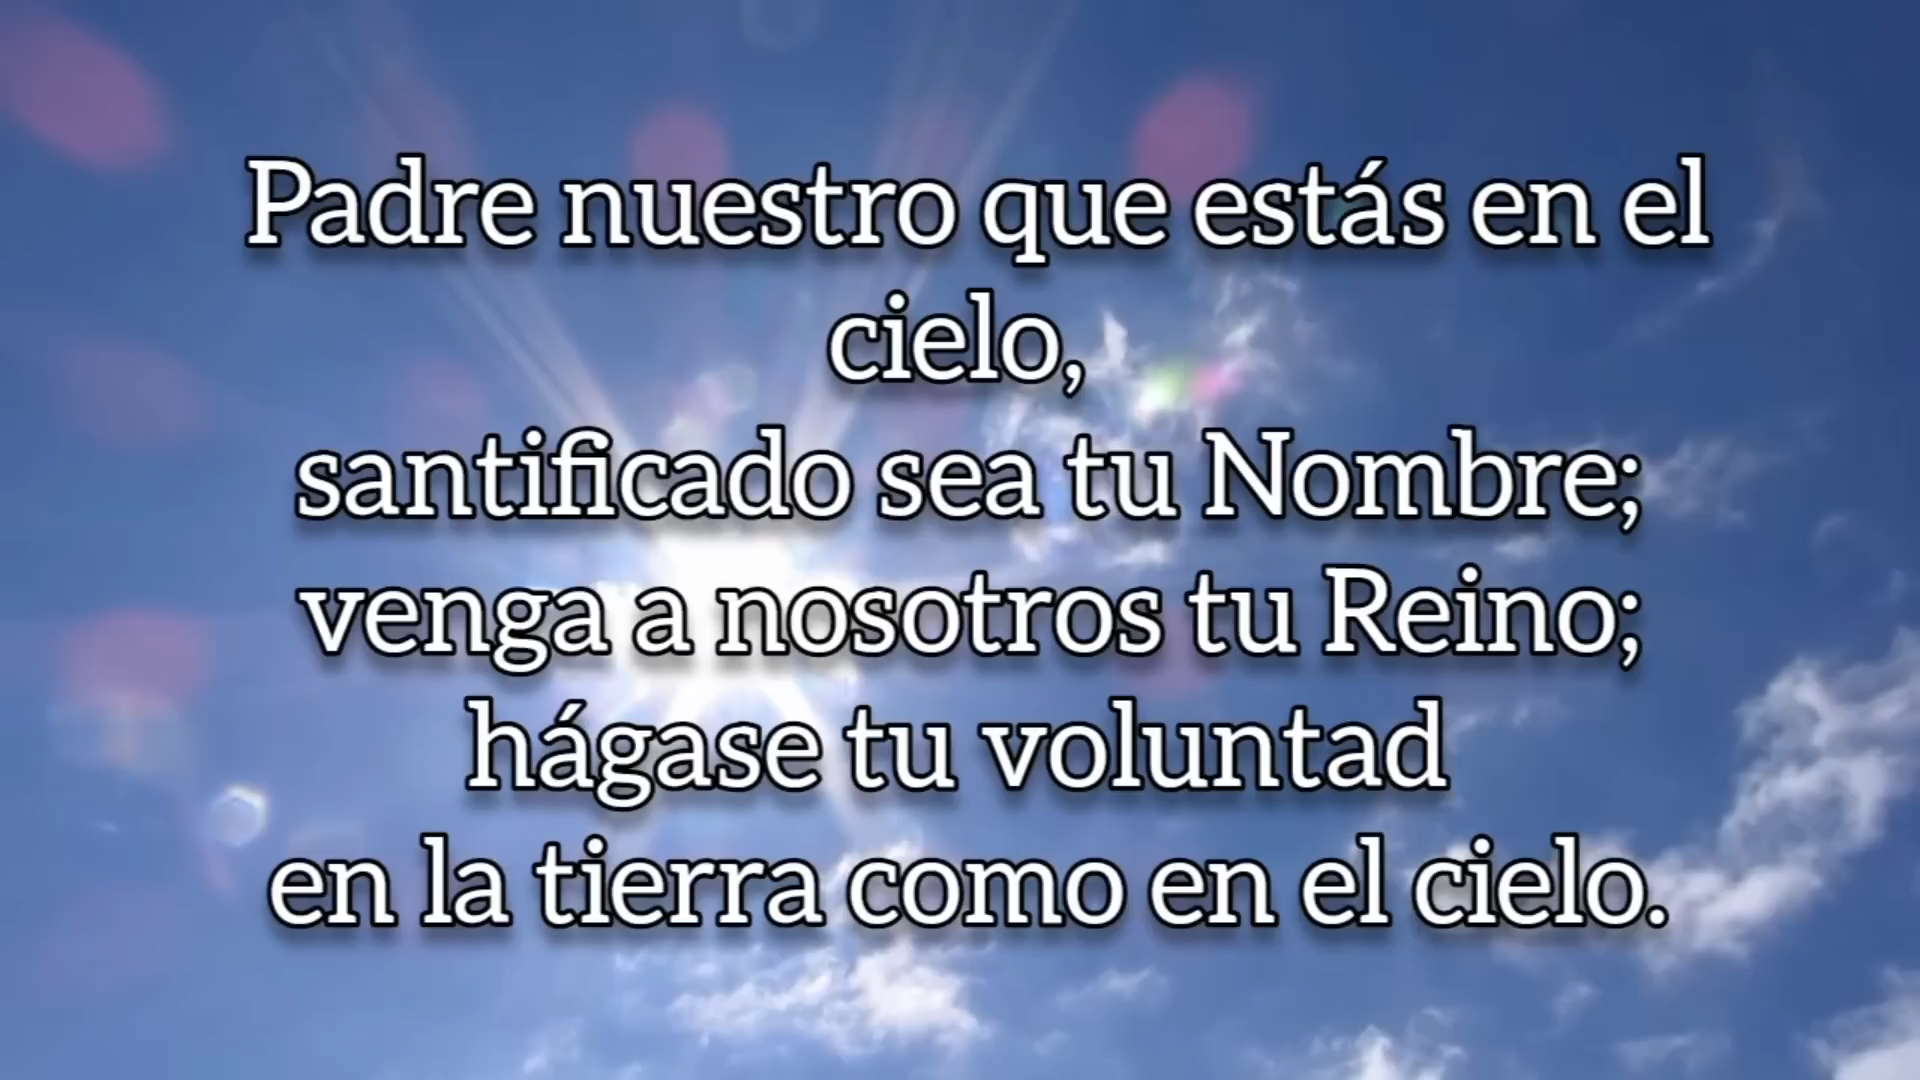 Padre nuestro que estás en el
cielo,
santificado sea tu Nombre;
venga a nosotros tu Reino;
hágase tu voluntad
en la tierra como en el cielo.